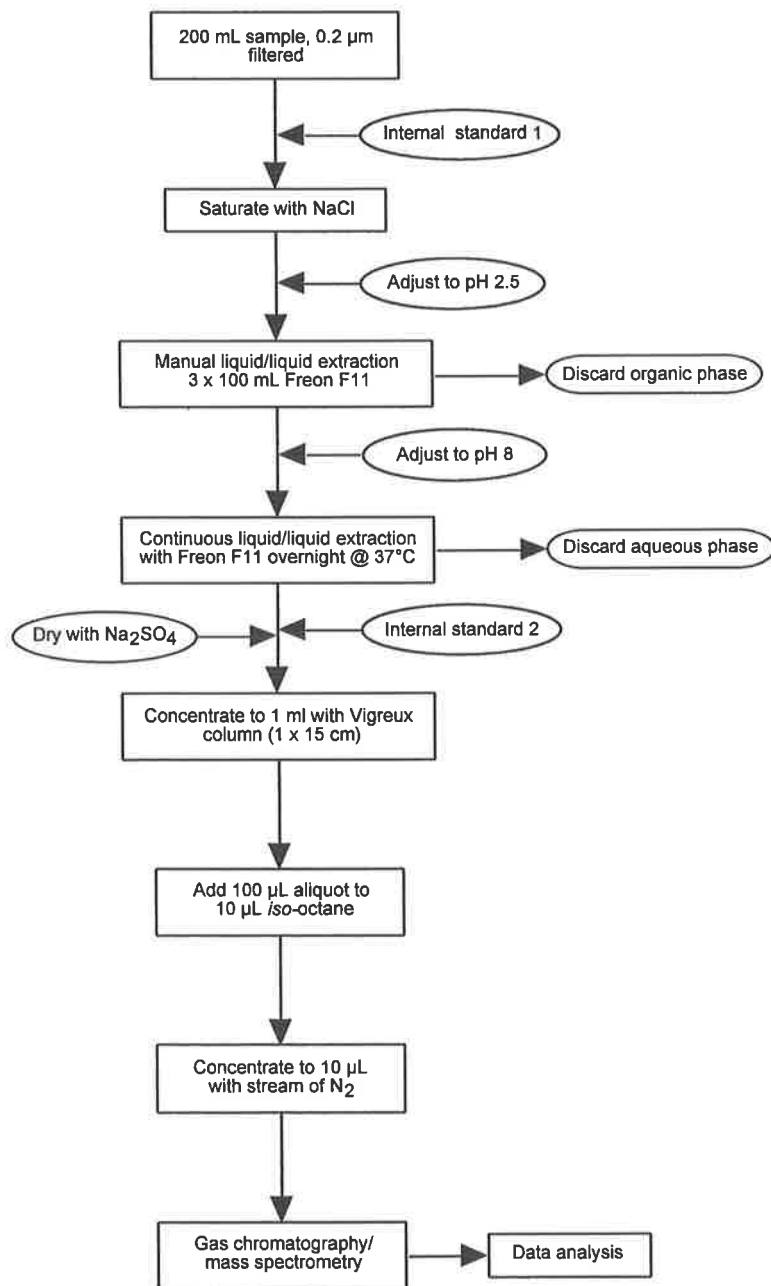 200 mL sample, 0.2 µm
filtered
Internal standard 1
Saturate with NaCl
Adjust to pH 2.5
Manual liquid/liquid extraction
3 x 100 mL Freon F11
Discard organic phase
Adjust to pH 8
Continuous liquid/liquid extraction
with Freon F11 overnight @ 37°C
Discard aqueous phase
Dry with Na₂SO₄
Internal standard 2
Concentrate to 1 ml with Vigreux
column (1 x 15 cm)
Add 100 µL aliquot to
10 µL iso-octane
Concentrate to 10 µL
with stream of N₂
Gas chromatography/
mass spectrometry
Data analysis